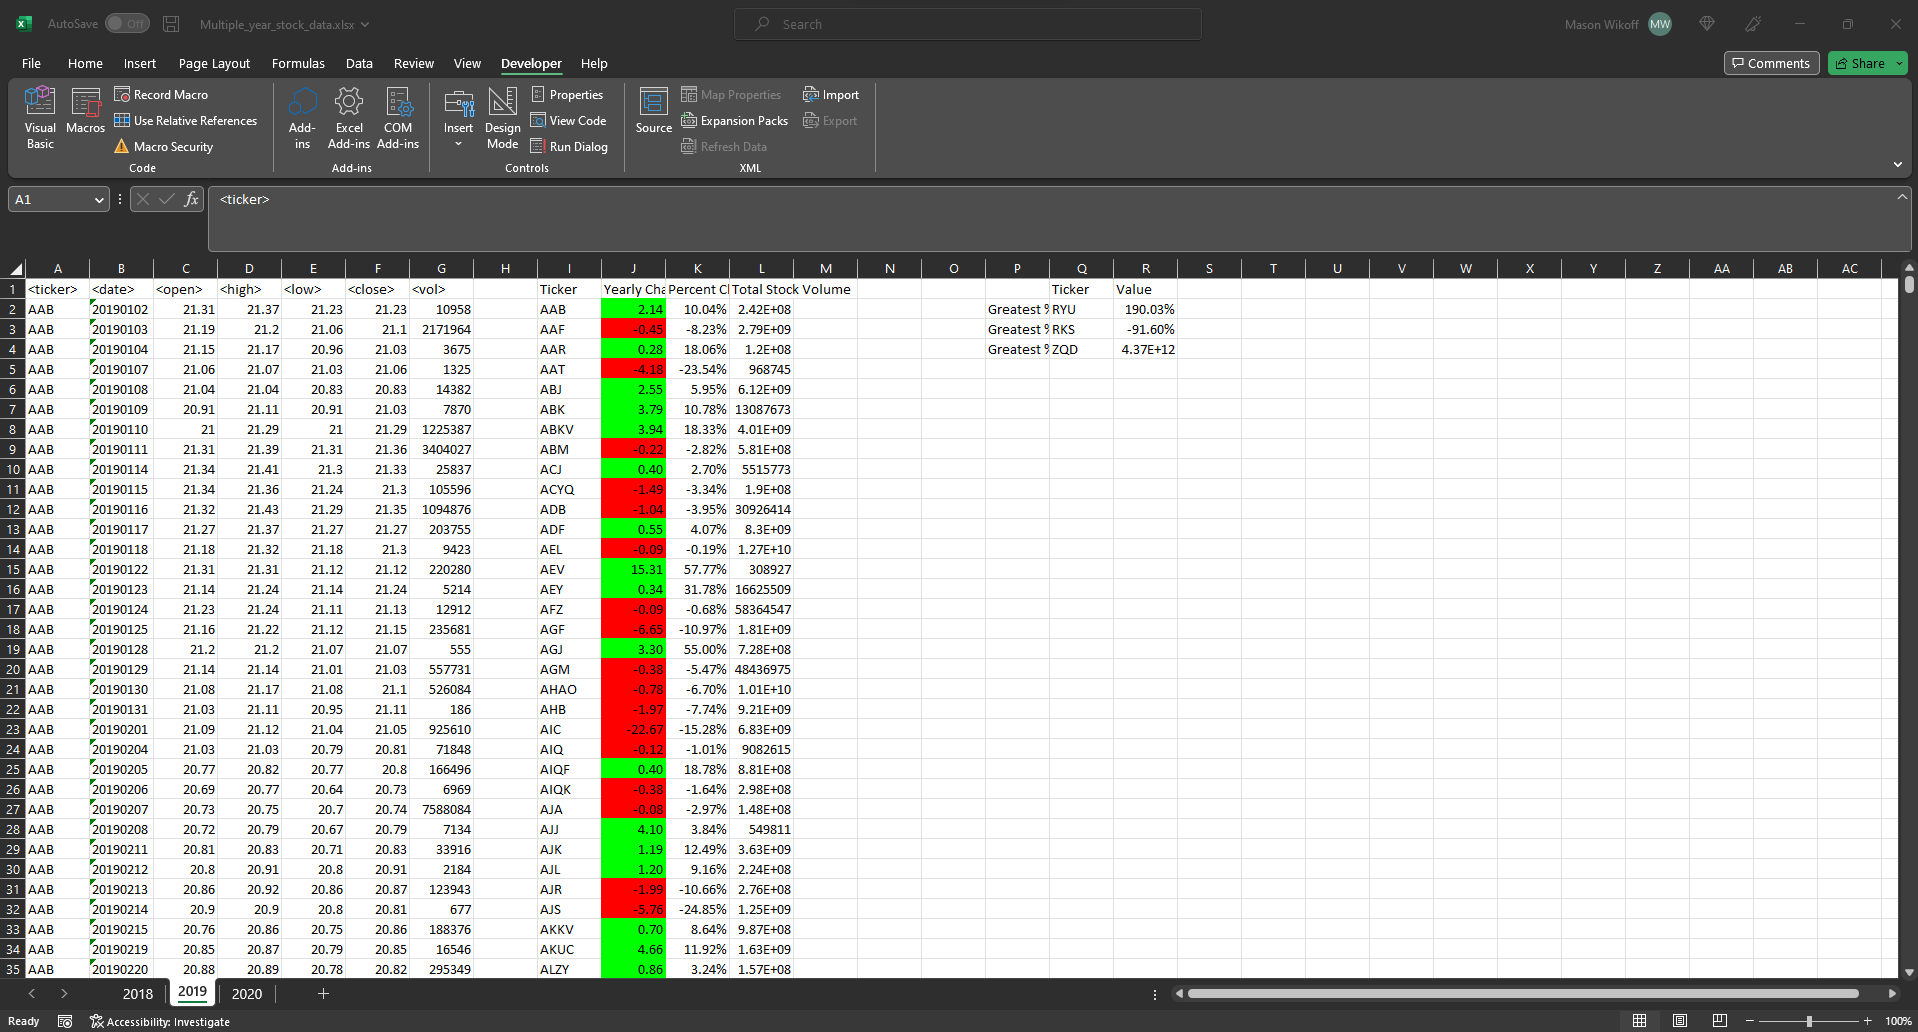 AutoSave Off Multiple_year_stock_data.xlsx Search Mason Wikoff MW
File Home Insert Page Layout Formulas Data Review View Developer Help Comments Share
Visual Basic
Macros
Record Macro
Use Relative References
Macro Security
Code
Add-ins
Excel Add-ins
COM Add-ins
Add-ins
Insert
Design Mode
Properties
View Code
Run Dialog
Controls
Source
Map Properties
Expansion Packs
Refresh Data
Import
Export
XML
A1 fx <ticker>
A B C D E F G H I J K L M N O P Q R S T U V W X Y Z AA AB AC
1 <ticker> <date> <open> <high> <low> <close> <vol> Ticker Yearly Cha Percent Cl Total Stock Volume Ticker Value
2 AAB 20190102 21.31 21.37 21.23 21.23 10958 AAB 2.14 10.04% 2.42E+08 Greatest % RYU 190.03%
3 AAB 20190103 21.19 21.2 21.06 21.1 2171964 AAF -0.45 -8.23% 2.79E+09 Greatest % RKS -91.60%
4 AAB 20190104 21.15 21.17 20.96 21.03 3675 AAR 0.28 18.06% 1.2E+08 Greatest % ZQD 4.37E+12
5 AAB 20190107 21.06 21.07 21.03 21.06 1325 AAT -4.18 -23.54% 968745
6 AAB 20190108 21.04 21.04 20.83 20.83 14382 ABJ 2.55 5.95% 6.12E+09
7 AAB 20190109 20.91 21.11 20.91 21.03 7870 ABK 3.79 10.78% 13087673
8 AAB 20190110 21 21.29 21 21.29 1225387 ABKV 3.94 18.33% 4.01E+09
9 AAB 20190111 21.31 21.39 21.31 21.36 3404027 ABM -0.22 -2.82% 5.81E+08
10 AAB 20190114 21.34 21.41 21.3 21.33 25837 ACJ 0.40 2.70% 5515773
11 AAB 20190115 21.34 21.36 21.24 21.3 105596 ACYQ -1.49 -3.34% 1.9E+08
12 AAB 20190116 21.32 21.43 21.29 21.35 1094876 ADB -1.04 -3.95% 30926414
13 AAB 20190117 21.27 21.37 21.27 21.27 203755 ADF 0.55 4.07% 8.3E+09
14 AAB 20190118 21.18 21.32 21.18 21.3 9423 AEL -0.09 -0.19% 1.27E+10
15 AAB 20190122 21.31 21.31 21.12 21.12 220280 AEV 15.31 57.77% 308927
16 AAB 20190123 21.14 21.24 21.14 21.24 5214 AEY 0.34 31.78% 16625509
17 AAB 20190124 21.23 21.24 21.11 21.13 12912 AFZ -0.09 -0.68% 58364547
18 AAB 20190125 21.16 21.22 21.12 21.15 235681 AGF -6.65 -10.97% 1.81E+09
19 AAB 20190128 21.2 21.2 21.07 21.07 555 AGJ 3.30 55.00% 7.28E+08
20 AAB 20190129 21.14 21.14 21.01 21.03 557731 AGM -0.38 -5.47% 48436975
21 AAB 20190130 21.08 21.17 21.08 21.1 526084 AHAO -0.78 -6.70% 1.01E+10
22 AAB 20190131 21.03 21.11 20.95 21.11 186 AHB -1.97 -7.74% 9.21E+09
23 AAB 20190201 21.09 21.12 21.04 21.05 925610 AIC -22.67 -15.28% 6.83E+09
24 AAB 20190204 21.03 21.03 20.79 20.81 71848 AIQ -0.12 -1.01% 9082615
25 AAB 20190205 20.77 20.82 20.77 20.8 166496 AIQF 0.40 18.78% 8.81E+08
26 AAB 20190206 20.69 20.77 20.64 20.73 6969 AIQK -0.38 -1.64% 2.98E+08
27 AAB 20190207 20.73 20.75 20.7 20.74 7588084 AJA -0.08 -2.97% 1.48E+08
28 AAB 20190208 20.72 20.79 20.67 20.79 7134 AJJ 4.10 3.84% 549811
29 AAB 20190211 20.81 20.83 20.71 20.83 33916 AJK 1.19 12.49% 3.63E+09
30 AAB 20190212 20.8 20.91 20.8 20.91 2184 AJL 1.20 9.16% 2.24E+08
31 AAB 20190213 20.86 20.92 20.86 20.87 123943 AJR -1.99 -10.66% 2.76E+08
32 AAB 20190214 20.9 20.9 20.8 20.81 677 AJS -5.76 -24.85% 1.25E+09
33 AAB 20190215 20.76 20.86 20.75 20.86 188376 AKKV 0.70 8.64% 9.87E+08
34 AAB 20190219 20.85 20.87 20.79 20.85 16546 AKUC 4.66 11.92% 1.63E+09
35 AAB 20190220 20.88 20.89 20.78 20.82 295349 ALZY 0.86 3.24% 1.57E+08
2018 2019 2020
Ready Accessibility: Investigate 100%